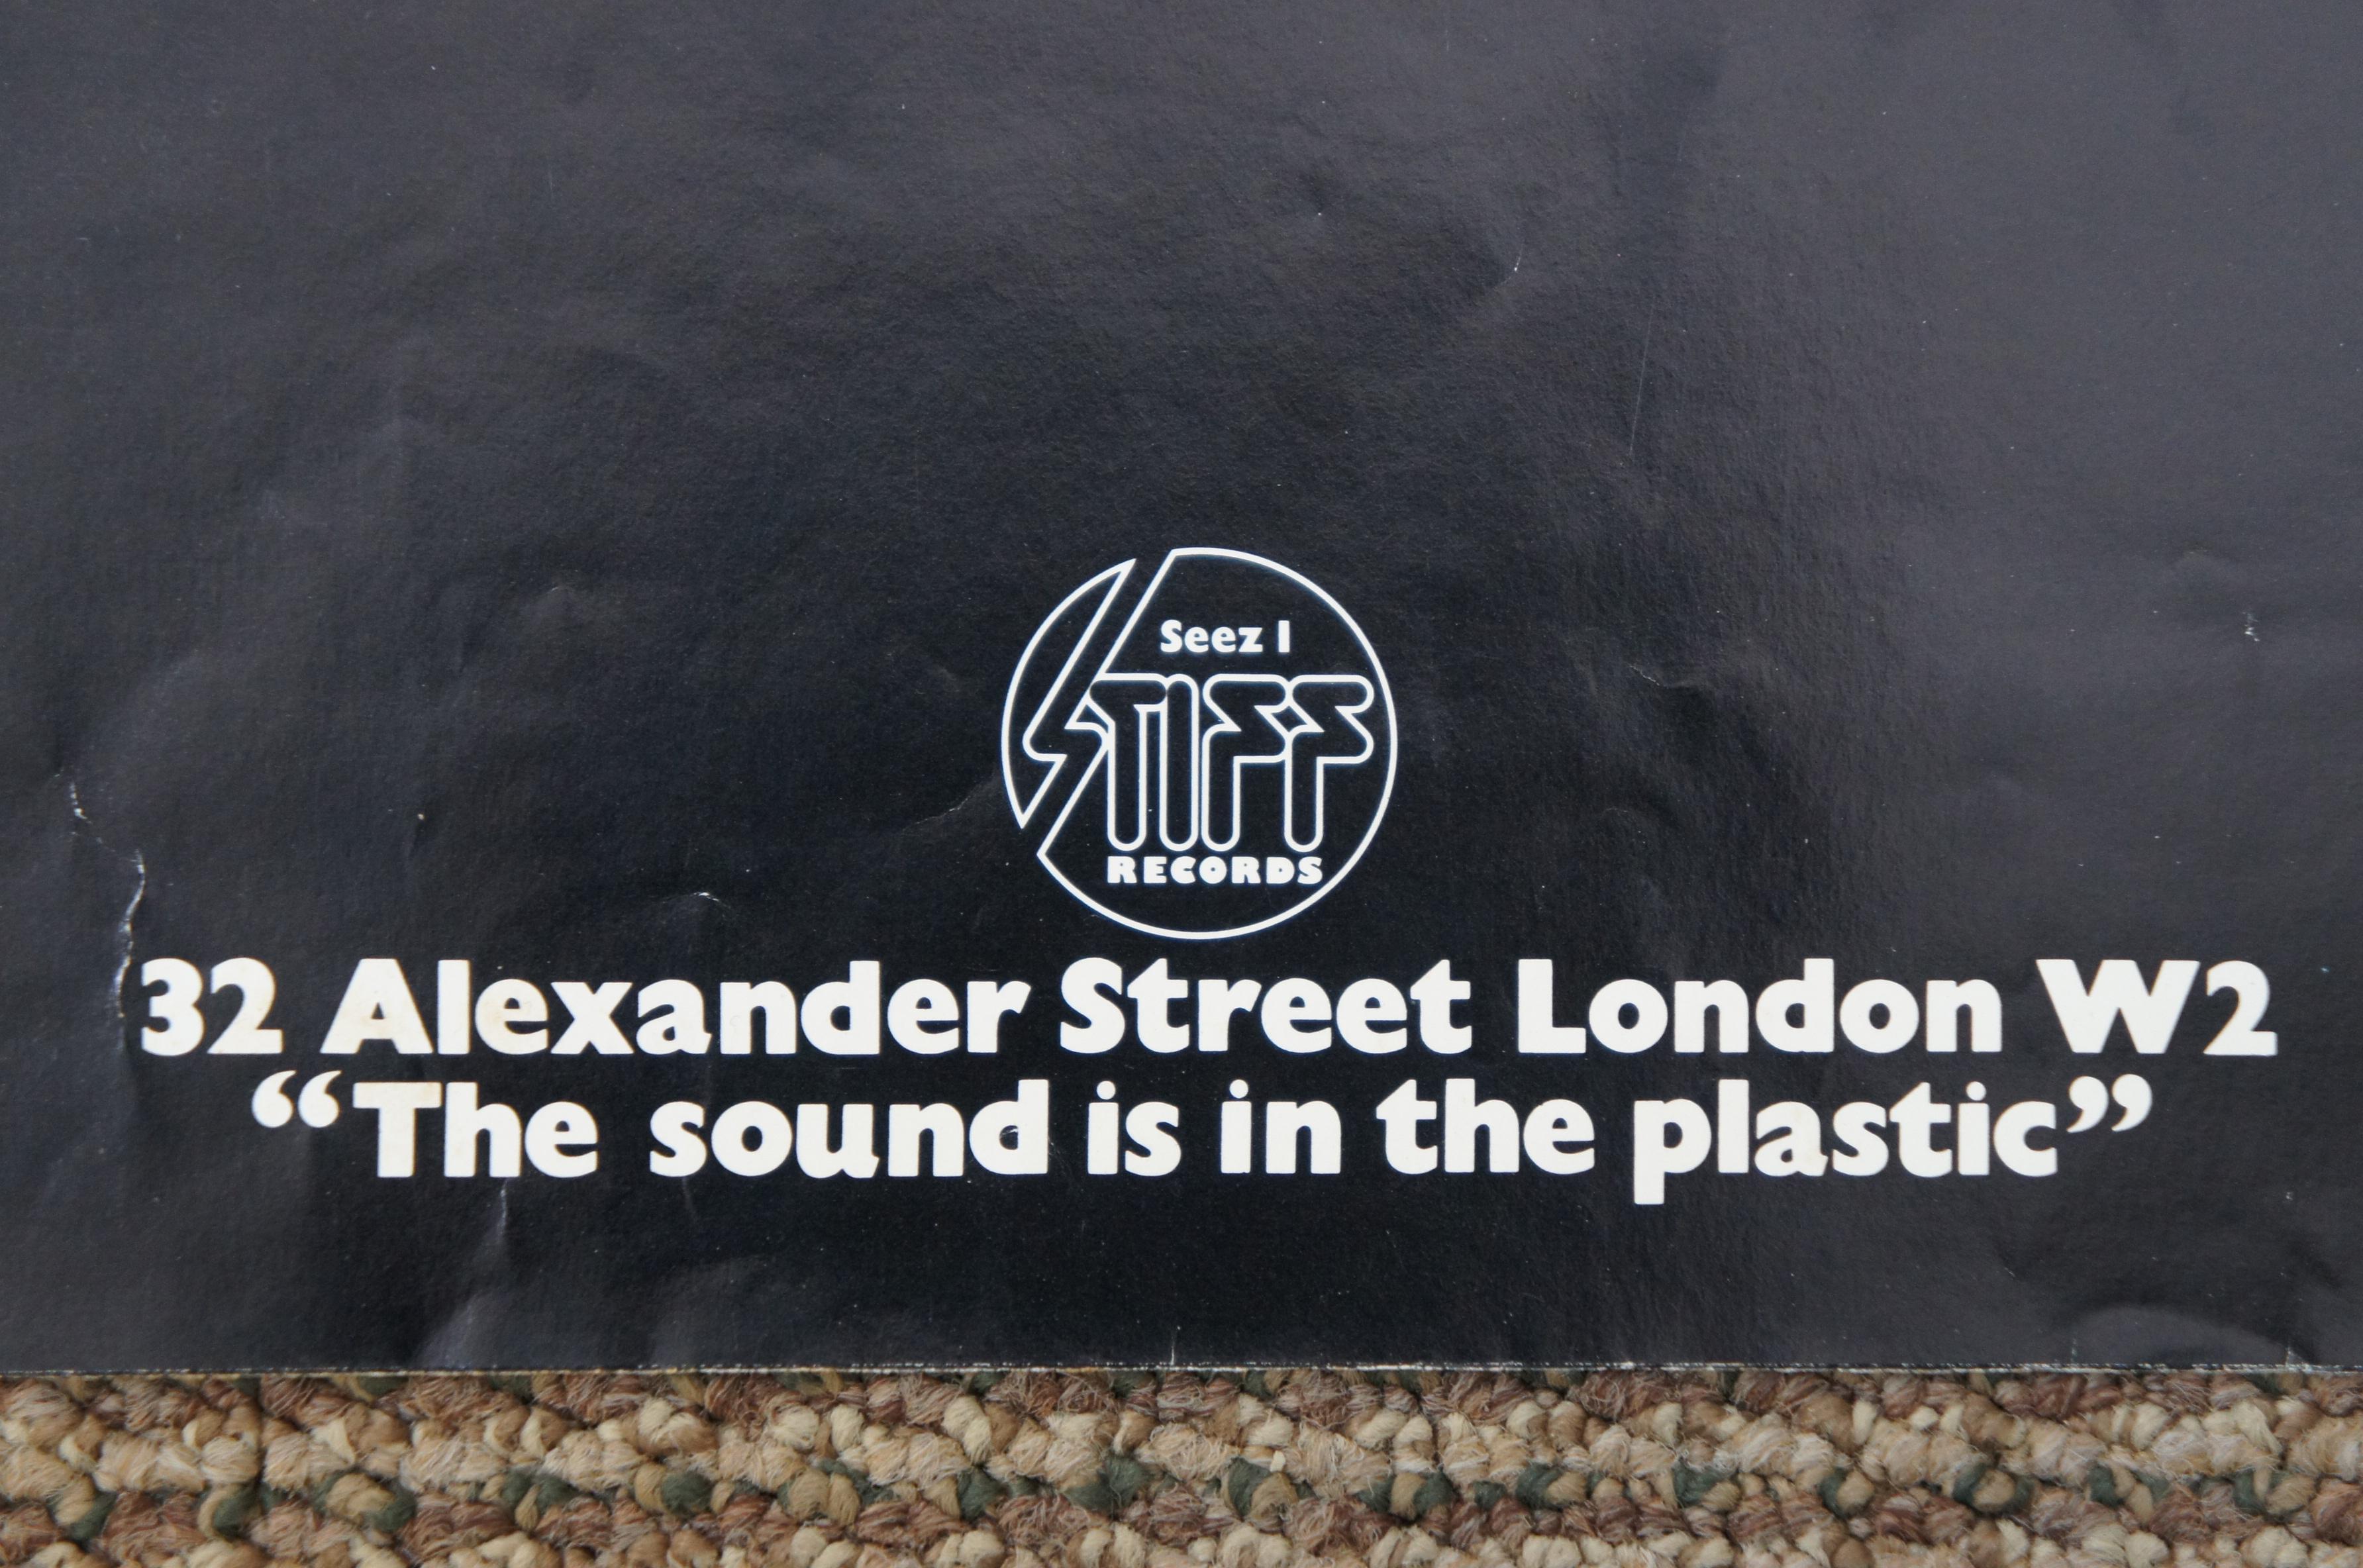 Seez 1
STIFF
RECORDS
32 Alexander Street London W2
“The sound is in the plastic”